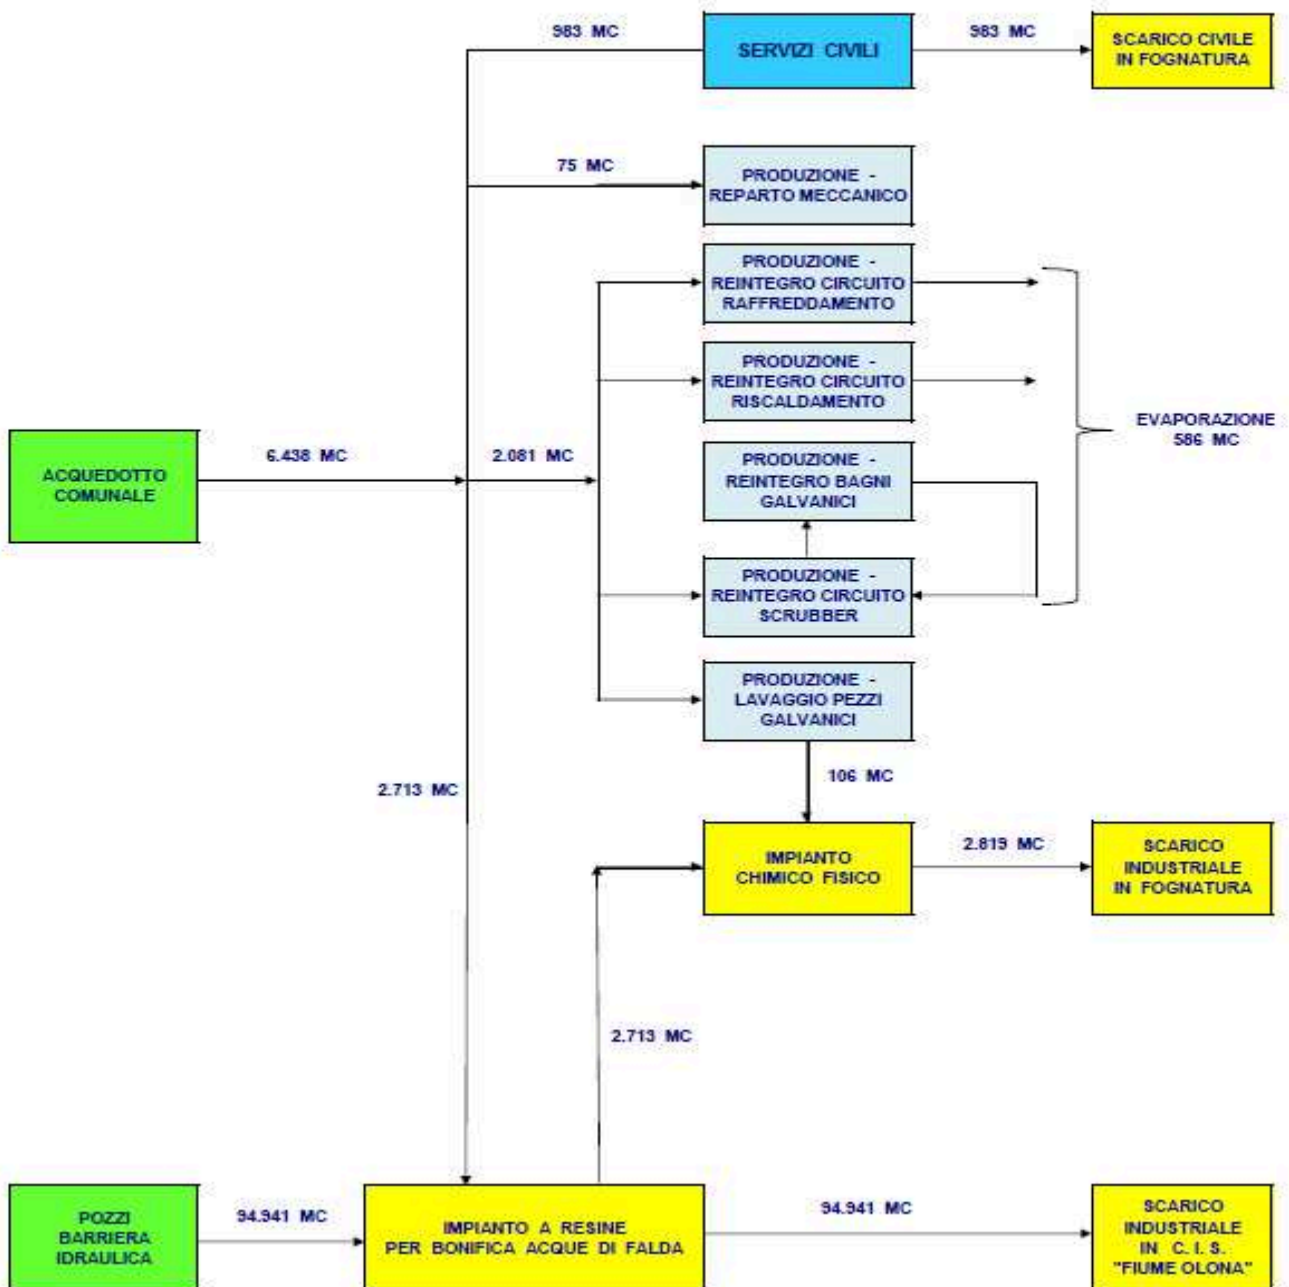 983 MC
SERVIZI CIVILI
983 MC
SCARICO CIVILE
IN FOGNATURA
75 MC
PRODUZIONE -
REPARTO MECCANICO
PRODUZIONE -
REINTEGRO CIRCUITO
RAFFREDDAMENTO
PRODUZIONE -
REINTEGRO CIRCUITO
RISCALDAMENTO
EVAPORAZIONE
586 MC
ACQUEDOTTO
COMUNALE
6.438 MC
2.081 MC
PRODUZIONE -
REINTEGRO BAGNI
GALVANICI
PRODUZIONE -
REINTEGRO CIRCUITO
SCRUBBER
PRODUZIONE -
LAVAGGIO PEZZI
GALVANICI
2.713 MC
106 MC
IMPIANTO
CHIMICO FISICO
2.819 MC
SCARICO
INDUSTRIALE
IN FOGNATURA
2.713 MC
POZZI
BARRIERA
IDRAULICA
94.941 MC
IMPIANTO A RESINE
PER BONIFICA ACQUE DI FALDA
94.941 MC
SCARICO
INDUSTRIALE
IN C. I. S.
"FIUME OLONA"